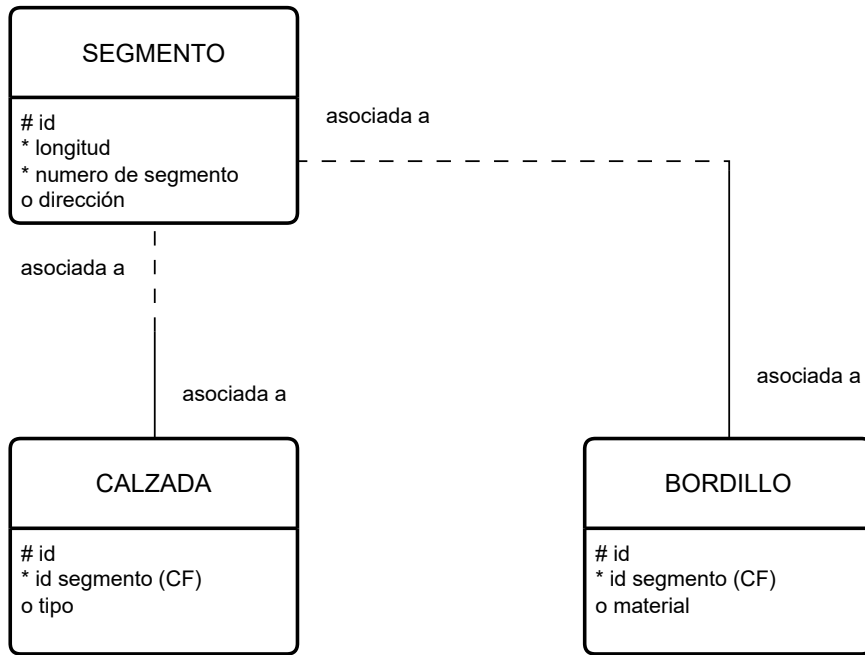 SEGMENTO
# id
* longitud
* numero de segmento
o dirección
asociada a
asociada a
asociada a
asociada a
CALZADA
# id
* id segmento (CF)
o tipo
BORDILLO
# id
* id segmento (CF)
o material